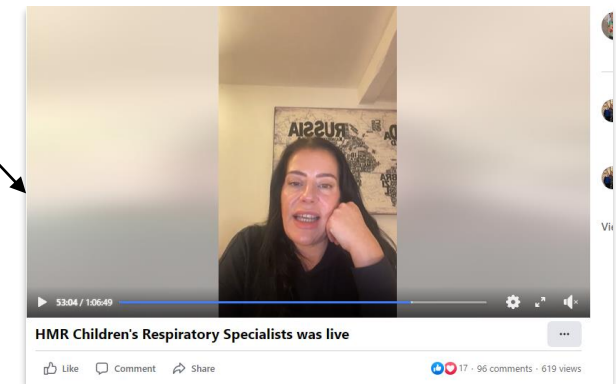 RUSSIA
53:04 / 1:06:49
HMR Children's Respiratory Specialists was live
...
Like Comment Share 17 · 96 comments · 619 views